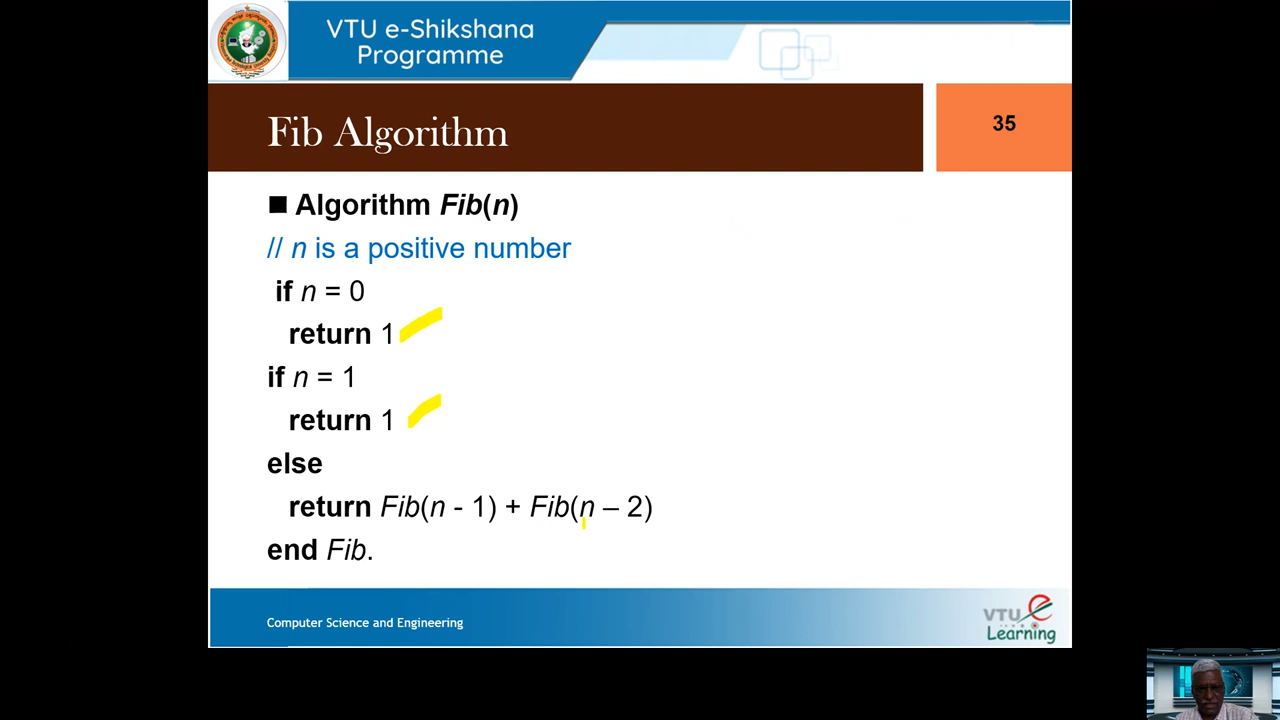 VTU e-Shikshana
Programme
Fib Algorithm
35
■ Algorithm Fib(n)
// n is a positive number
if n = 0
return 1
if n = 1
return 1
else
return Fib(n - 1) + Fib(n – 2)
end Fib.
Computer Science and Engineering
VTU e
Learning